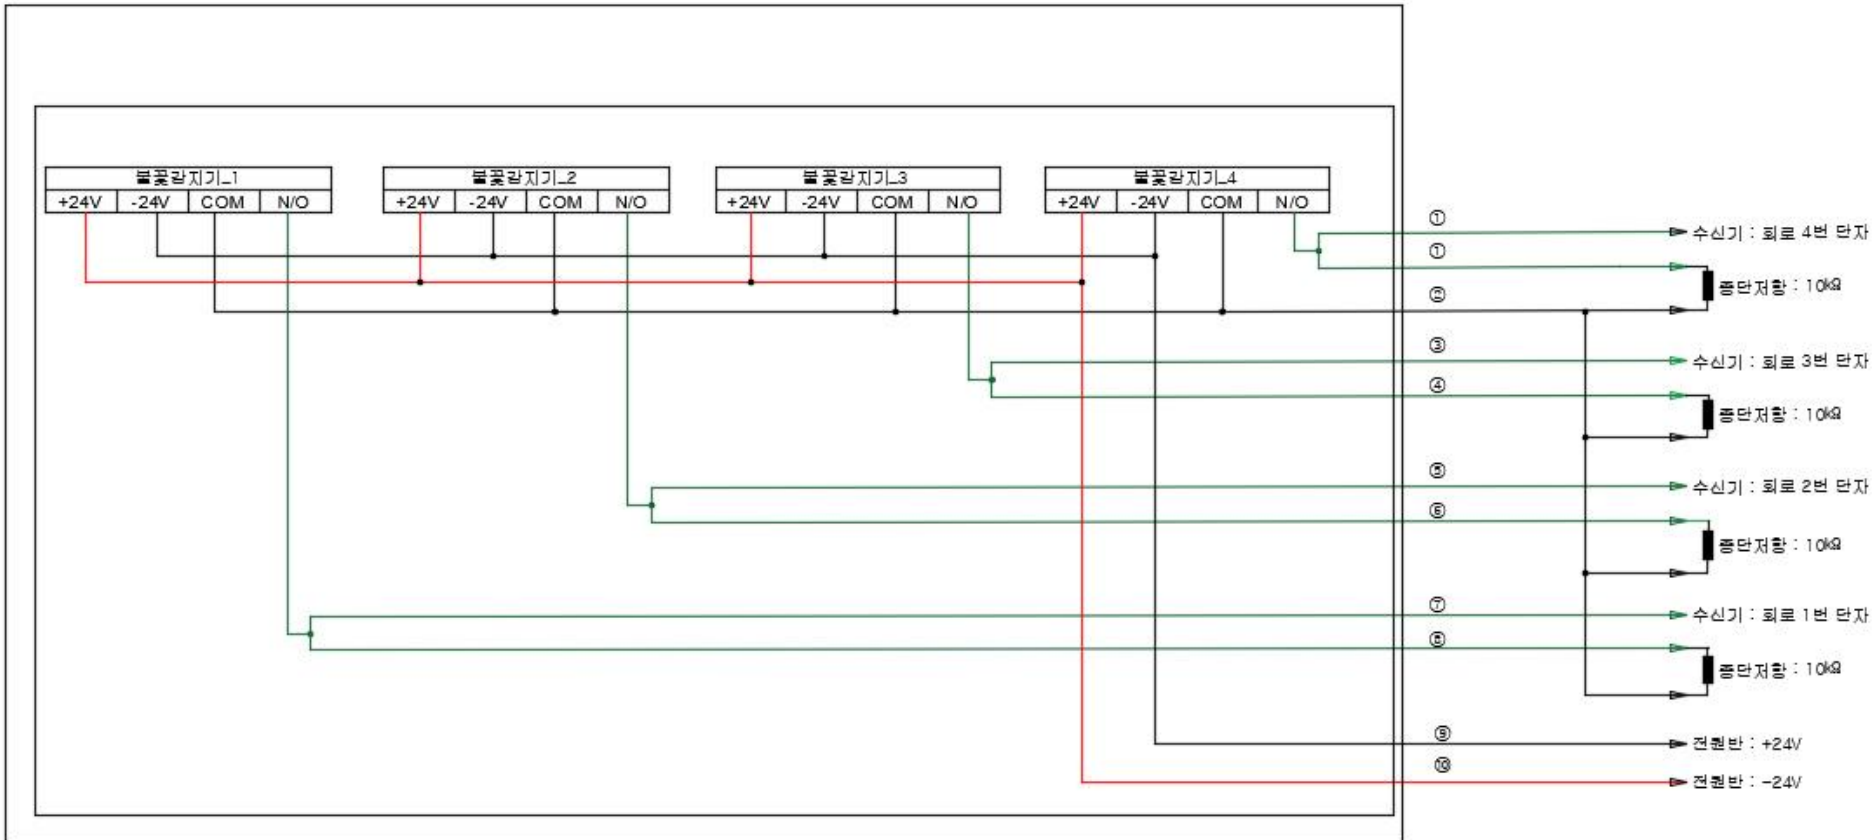 불꽃감지기_1
+24V -24V COM N/O
불꽃감지기_2
+24V -24V COM N/O
불꽃감지기_3
+24V -24V COM N/O
불꽃감지기_4
+24V -24V COM N/O
① 수신기 : 회로 4번 단자
①
종단저항 : 10㏀
②
③ 수신기 : 회로 3번 단자
④
종단저항 : 10㏀
⑤ 수신기 : 회로 2번 단자
⑥
종단저항 : 10㏀
⑦ 수신기 : 회로 1번 단자
⑧
종단저항 : 10㏀
⑨ 전원반 : +24V
⑩ 전원반 : -24V